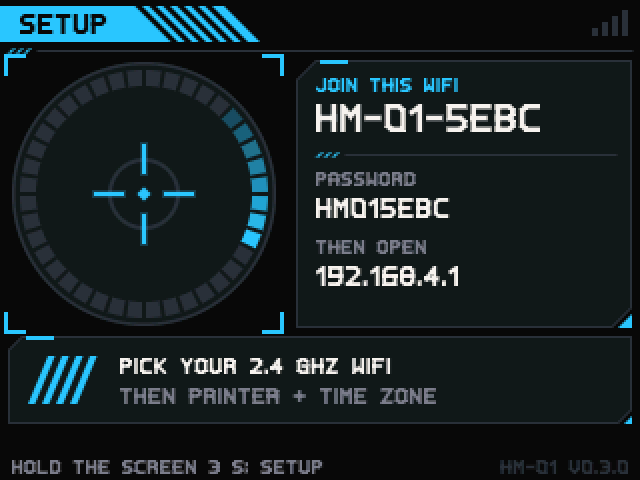 SETUP
JOIN THIS WIFI
HM-01-5EBC
PASSWORD
HM015EBC
THEN OPEN
192.168.4.1
PICK YOUR 2.4 GHZ WIFI
THEN PRINTER + TIME ZONE
HOLD THE SCREEN 3 S: SETUP
HM-01 V0.3.0